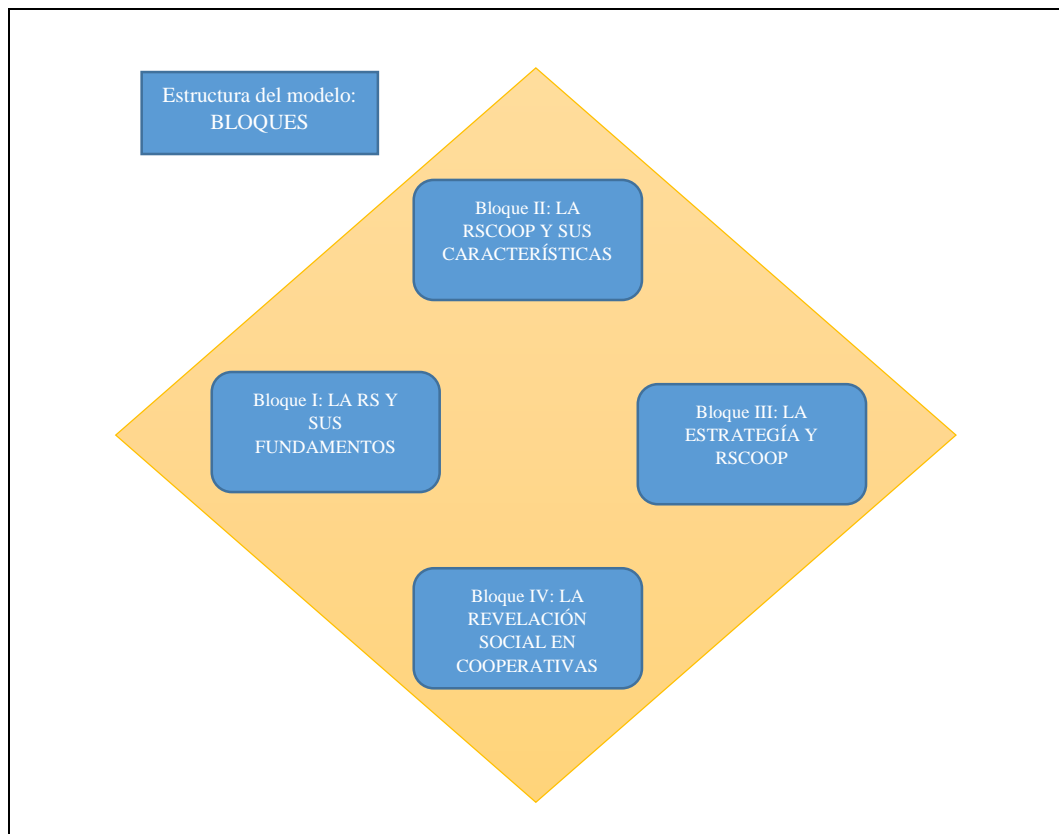 Estructura del modelo:
BLOQUES
Bloque II: LA
RSCOOP Y SUS
CARACTERÍSTICAS
Bloque I: LA RS Y
SUS
FUNDAMENTOS
Bloque III: LA
ESTRATEGÍA Y
RSCOOP
Bloque IV: LA
REVELACIÓN
SOCIAL EN
COOPERATIVAS